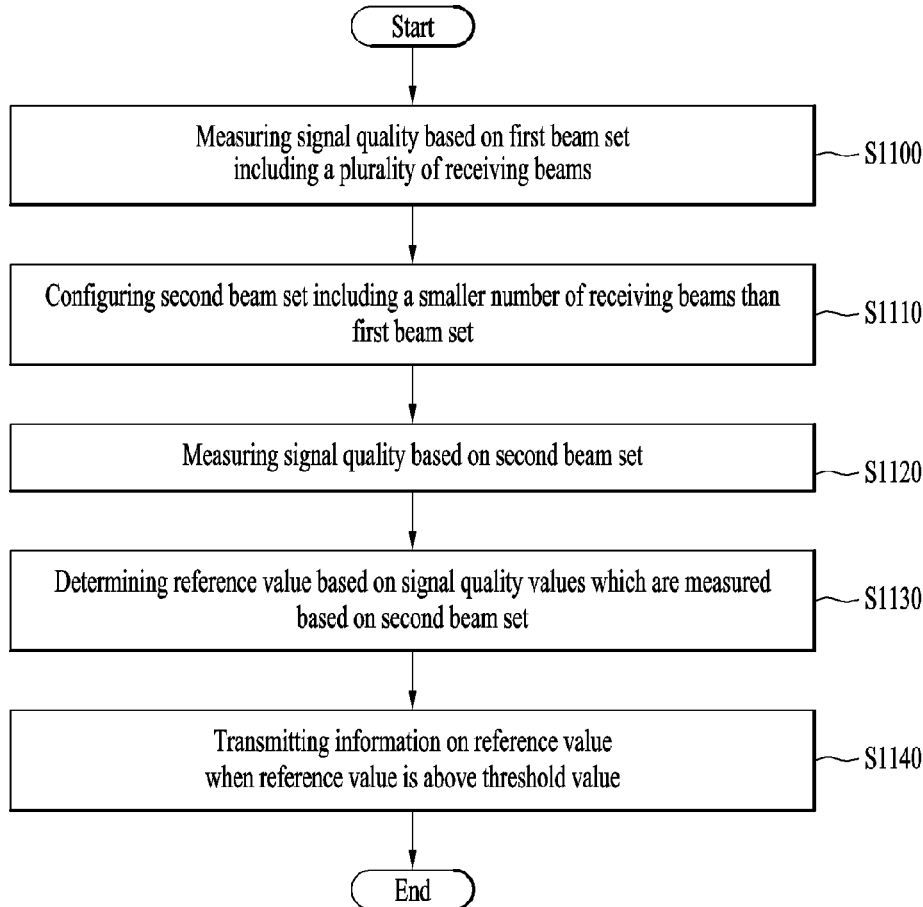 Start
Measuring signal quality based on first beam set
including a plurality of receiving beams
S1100
Configuring second beam set including a smaller number of receiving beams than
first beam set
S1110
Measuring signal quality based on second beam set
S1120
Determining reference value based on signal quality values which are measured
based on second beam set
S1130
Transmitting information on reference value
when reference value is above threshold value
S1140
End